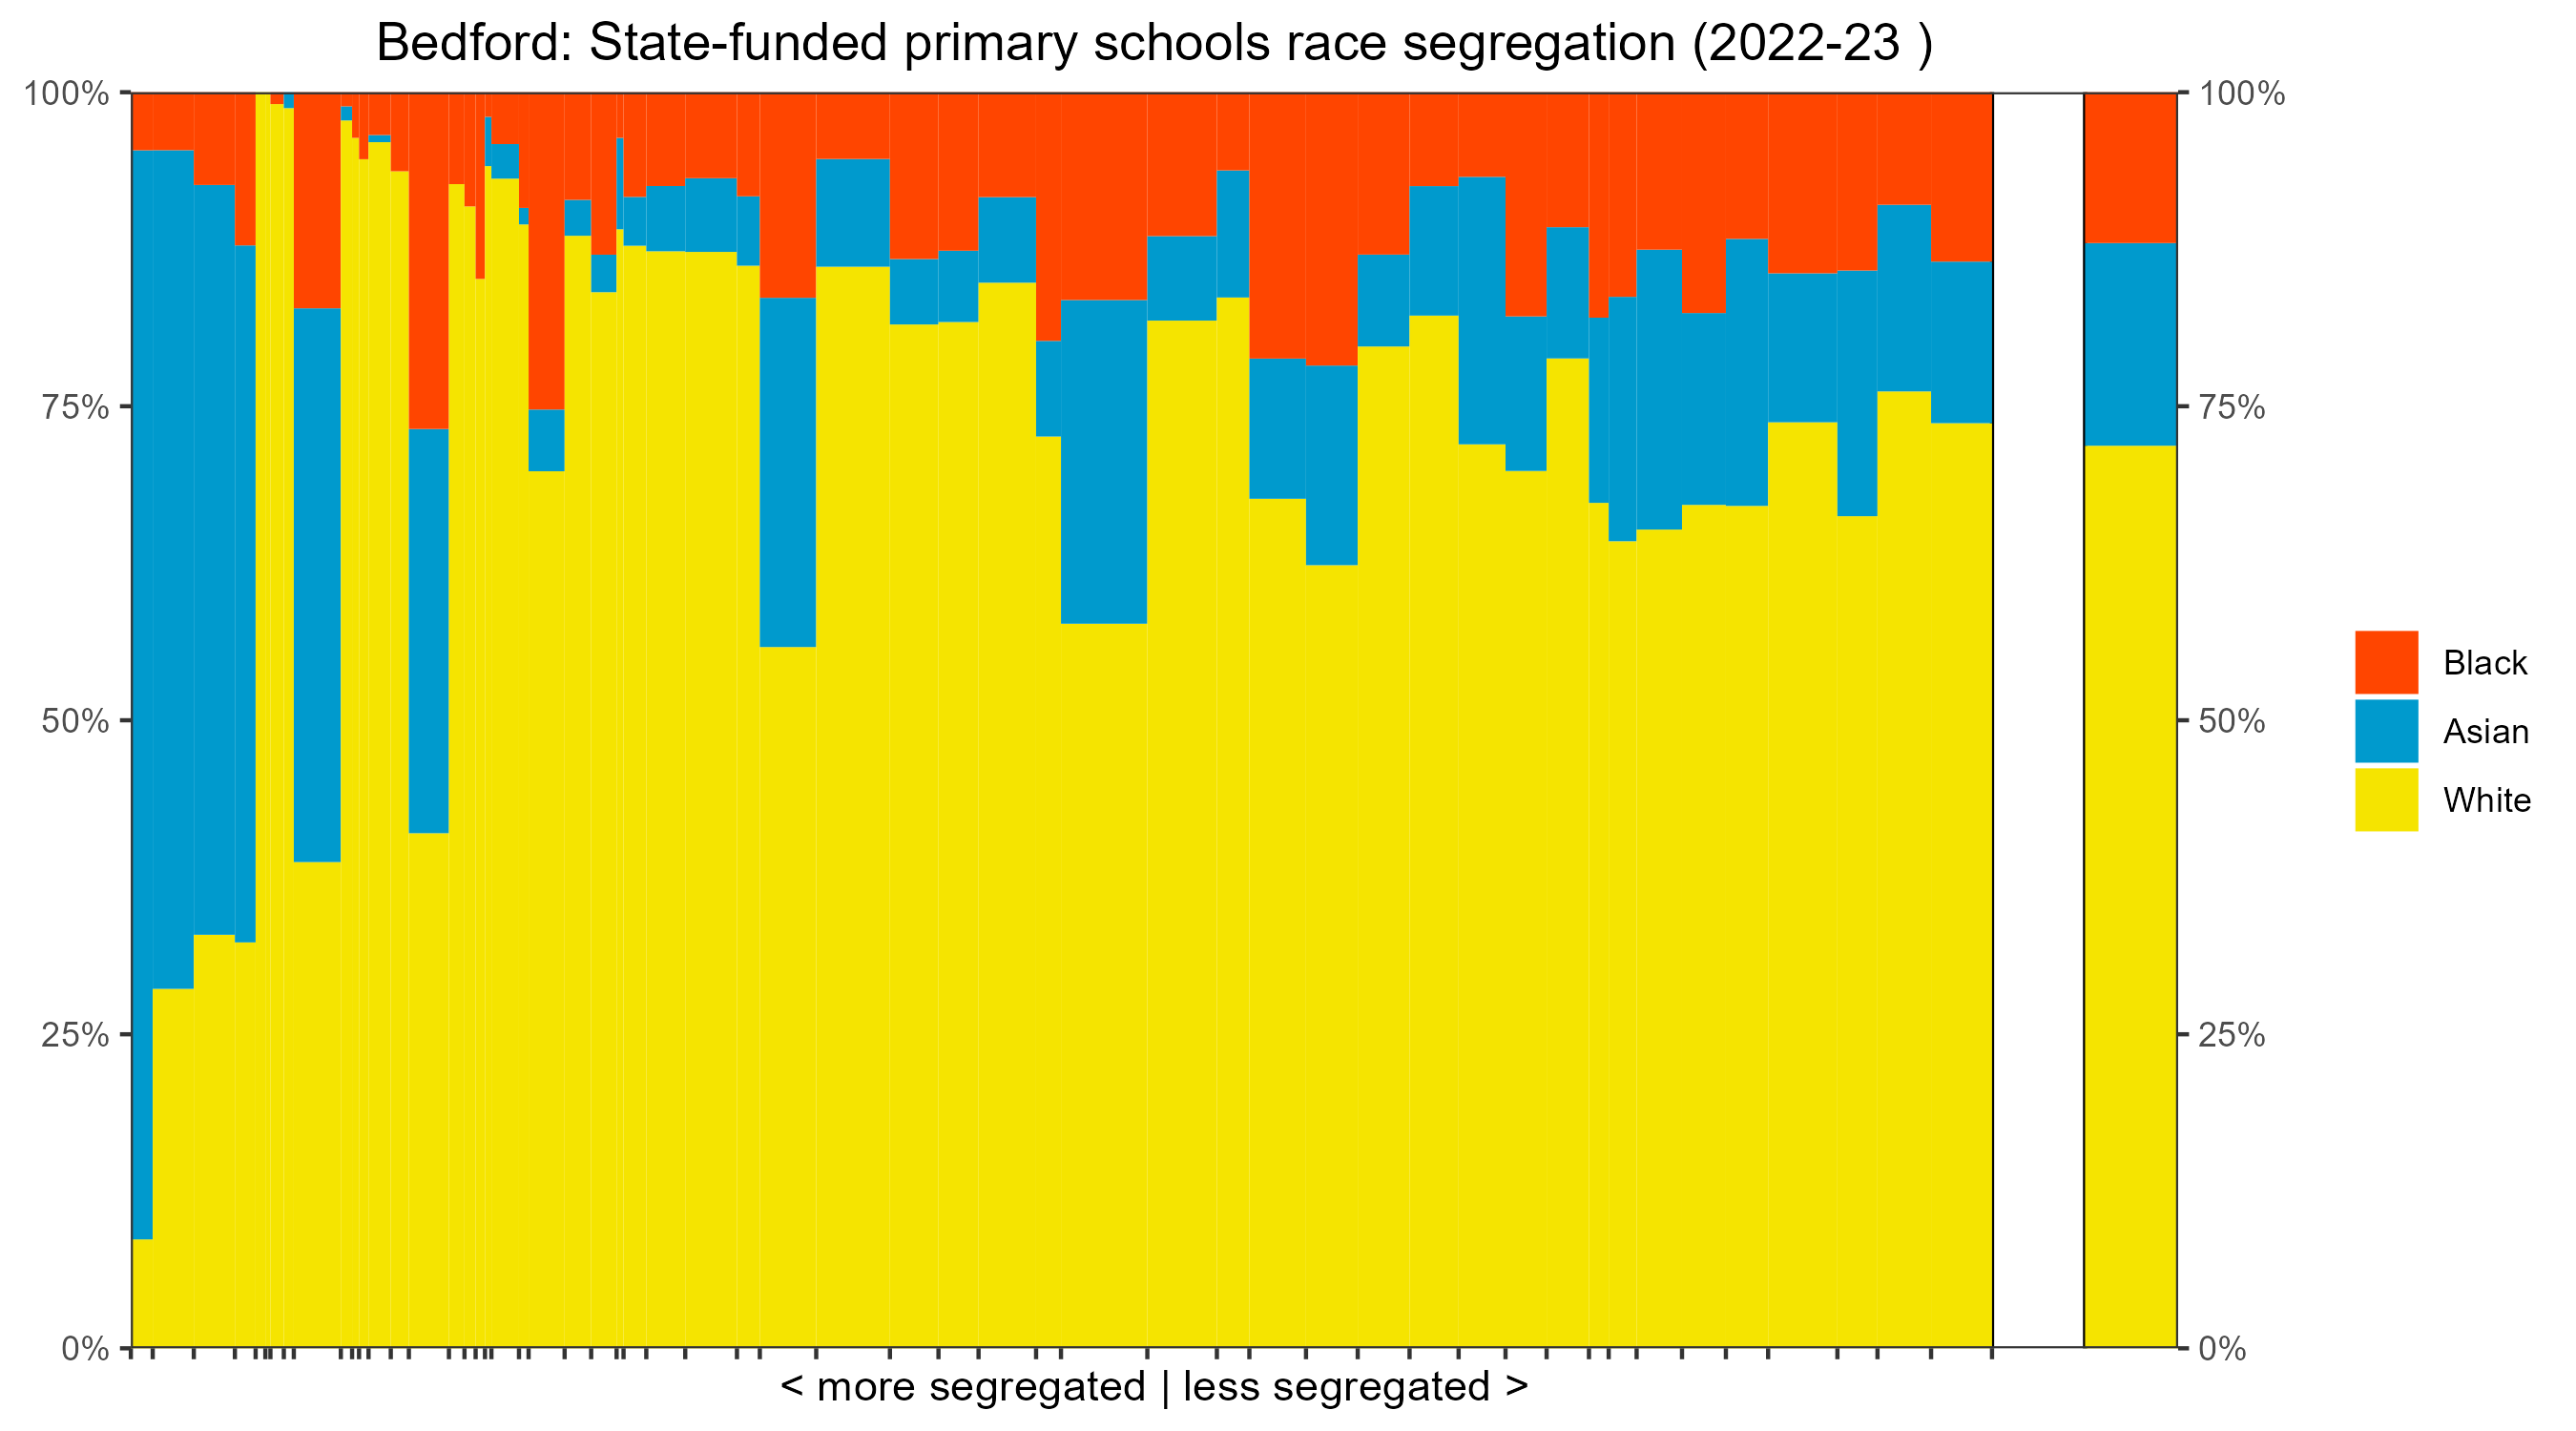 Bedford: State-funded primary schools race segregation (2022-23 )
100%
75%
50%
25%
0%
100%
75%
50%
25%
0%
Black
Asian
White
< more segregated | less segregated >